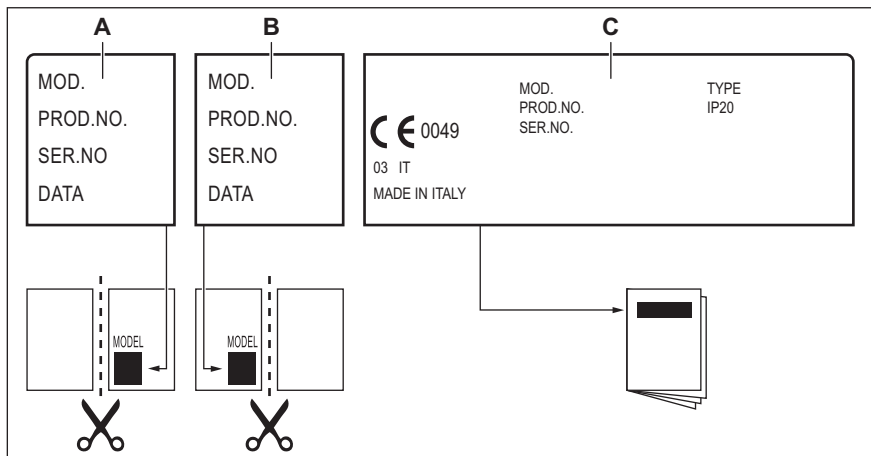 A
B
C
MOD.
PROD.NO.
SER.NO
DATA
MOD.
PROD.NO.
SER.NO
DATA
MOD.
PROD.NO.
SER.NO.
TYPE
IP20
CE 0049
03 IT
MADE IN ITALY
MODEL
MODEL